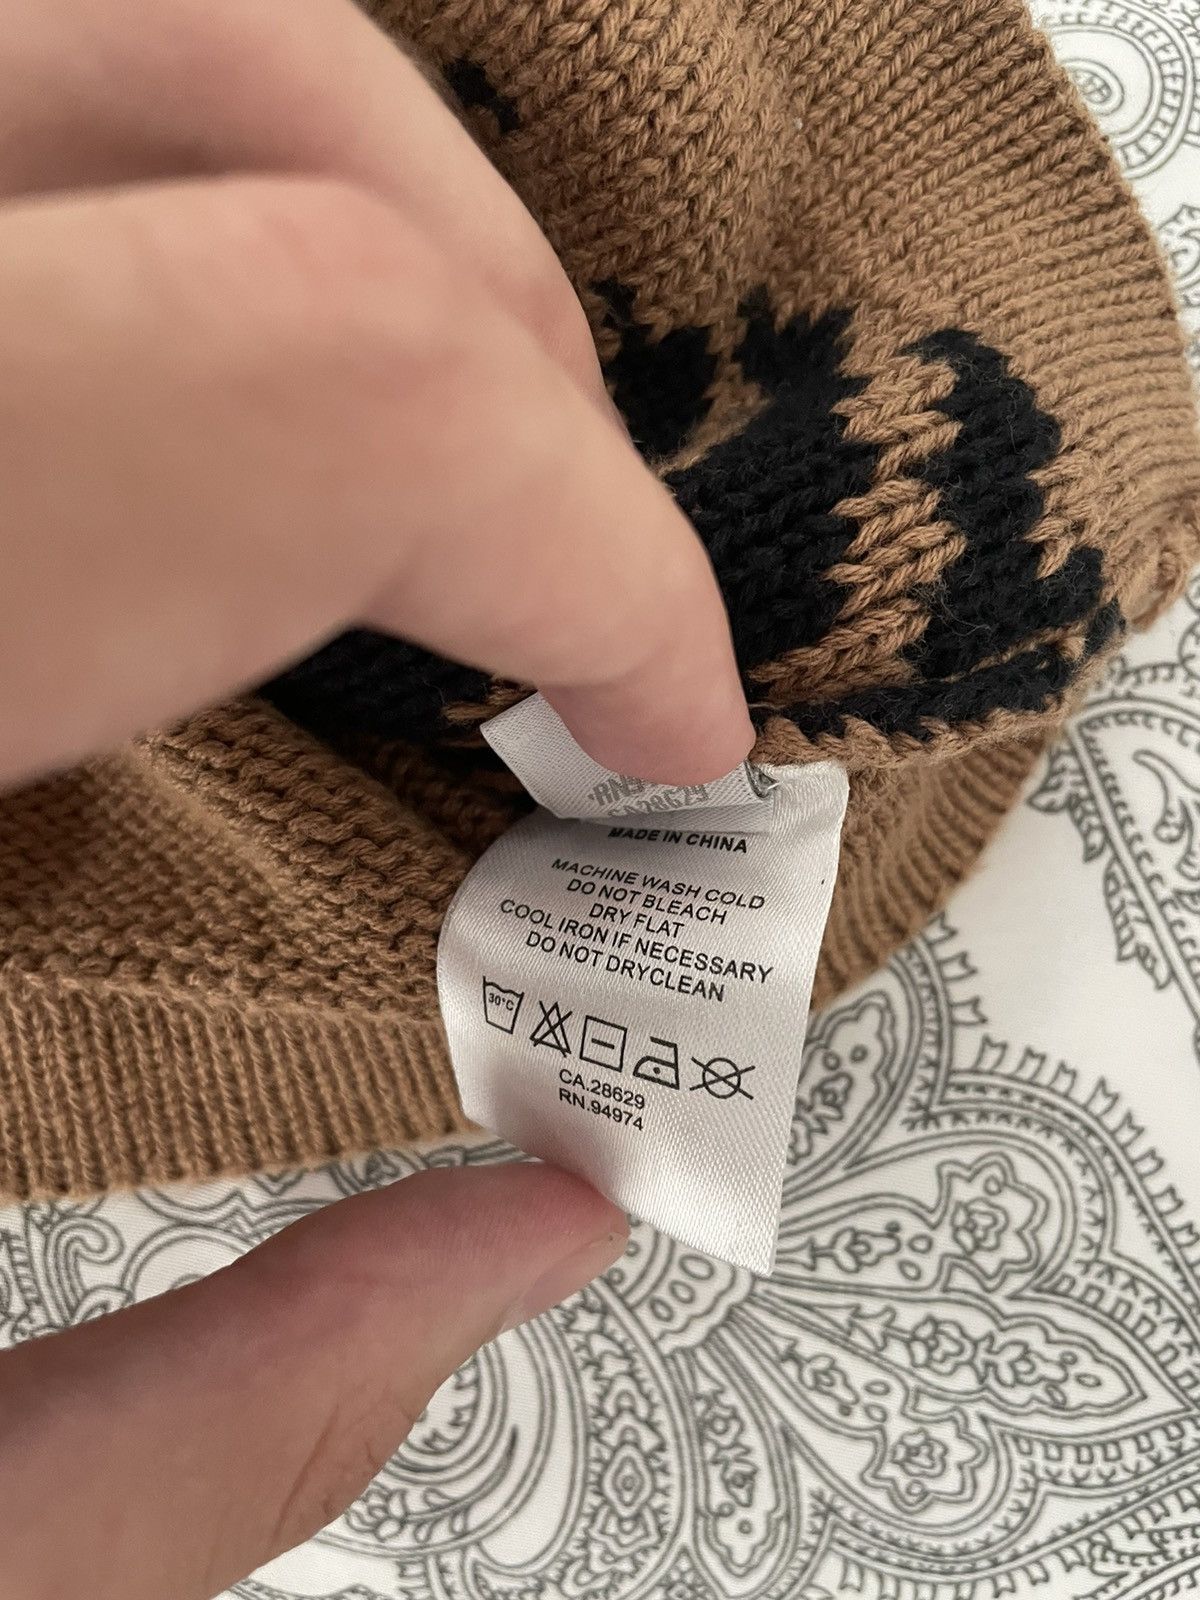 MADE IN CHINA
MACHINE WASH COLD
DO NOT BLEACH
DRY FLAT
COOL IRON IF NECESSARY
DO NOT DRYCLEAN
30°C
CA.28629
RN.94974